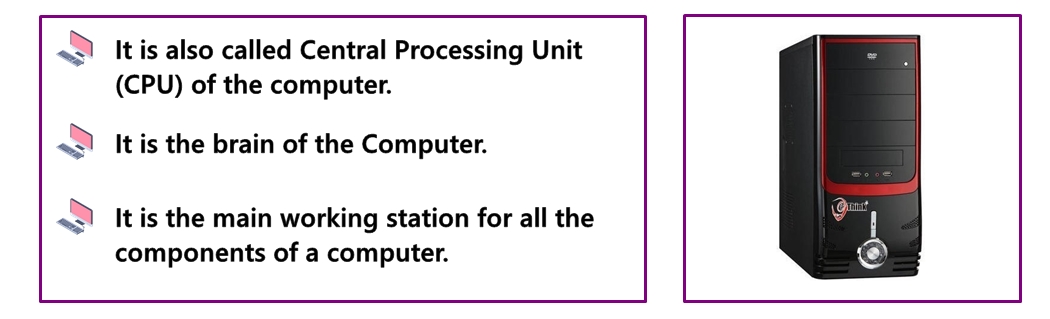 It is also called Central Processing Unit
(CPU) of the computer.
It is the brain of the Computer.
It is the main working station for all the
components of a computer.
Think